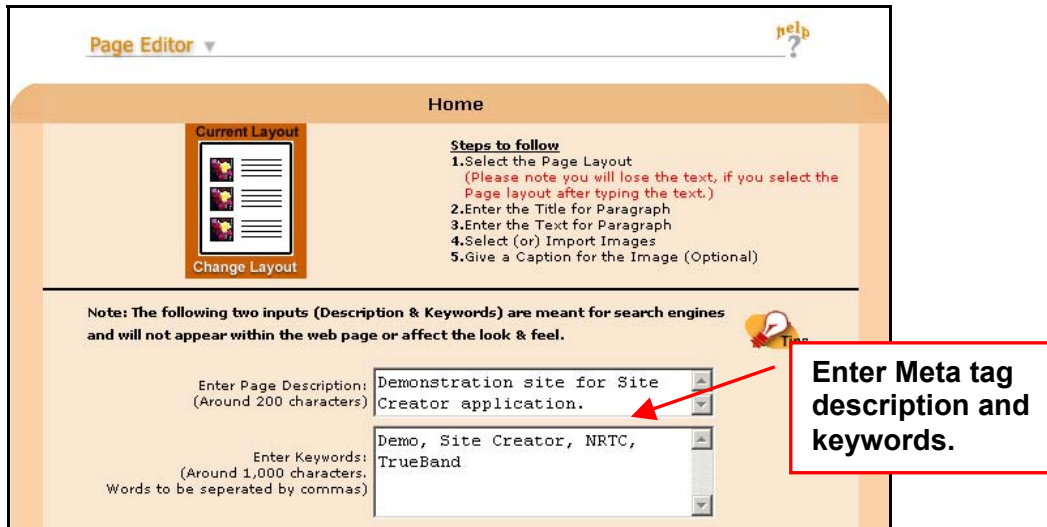 Page Editor
help
?
Home
Current Layout
Change Layout
Steps to follow
1.Select the Page Layout
(Please note you will lose the text, if you select the
Page layout after typing the text.)
2.Enter the Title for Paragraph
3.Enter the Text for Paragraph
4.Select (or) Import Images
5.Give a Caption for the Image (Optional)
Note: The following two inputs (Description & Keywords) are meant for search engines
and will not appear within the web page or affect the look & feel.
Tips
Enter Page Description:
(Around 200 characters)
Demonstration site for Site
Creator application.
Enter Keywords:
(Around 1,000 characters.
Words to be seperated by commas)
Demo, Site Creator, NRTC,
TrueBand
Enter Meta tag
description and
keywords.